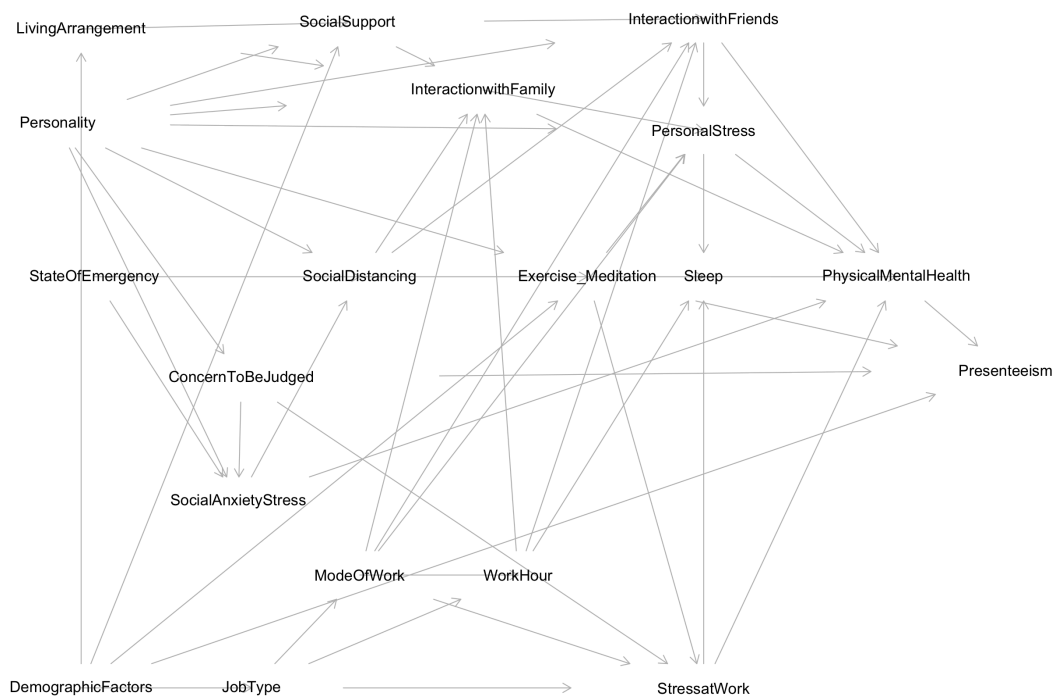 LivingArrangement
SocialSupport
InteractionwithFriends
InteractionwithFamily
Personality
PersonalStress
StateOfEmergency
SocialDistancing
Exercise_Meditation
Sleep
PhysicalMentalHealth
ConcernToBeJudged
Presenteeism
SocialAnxietyStress
ModeOfWork
WorkHour
DemographicFactors
JobType
StressatWork